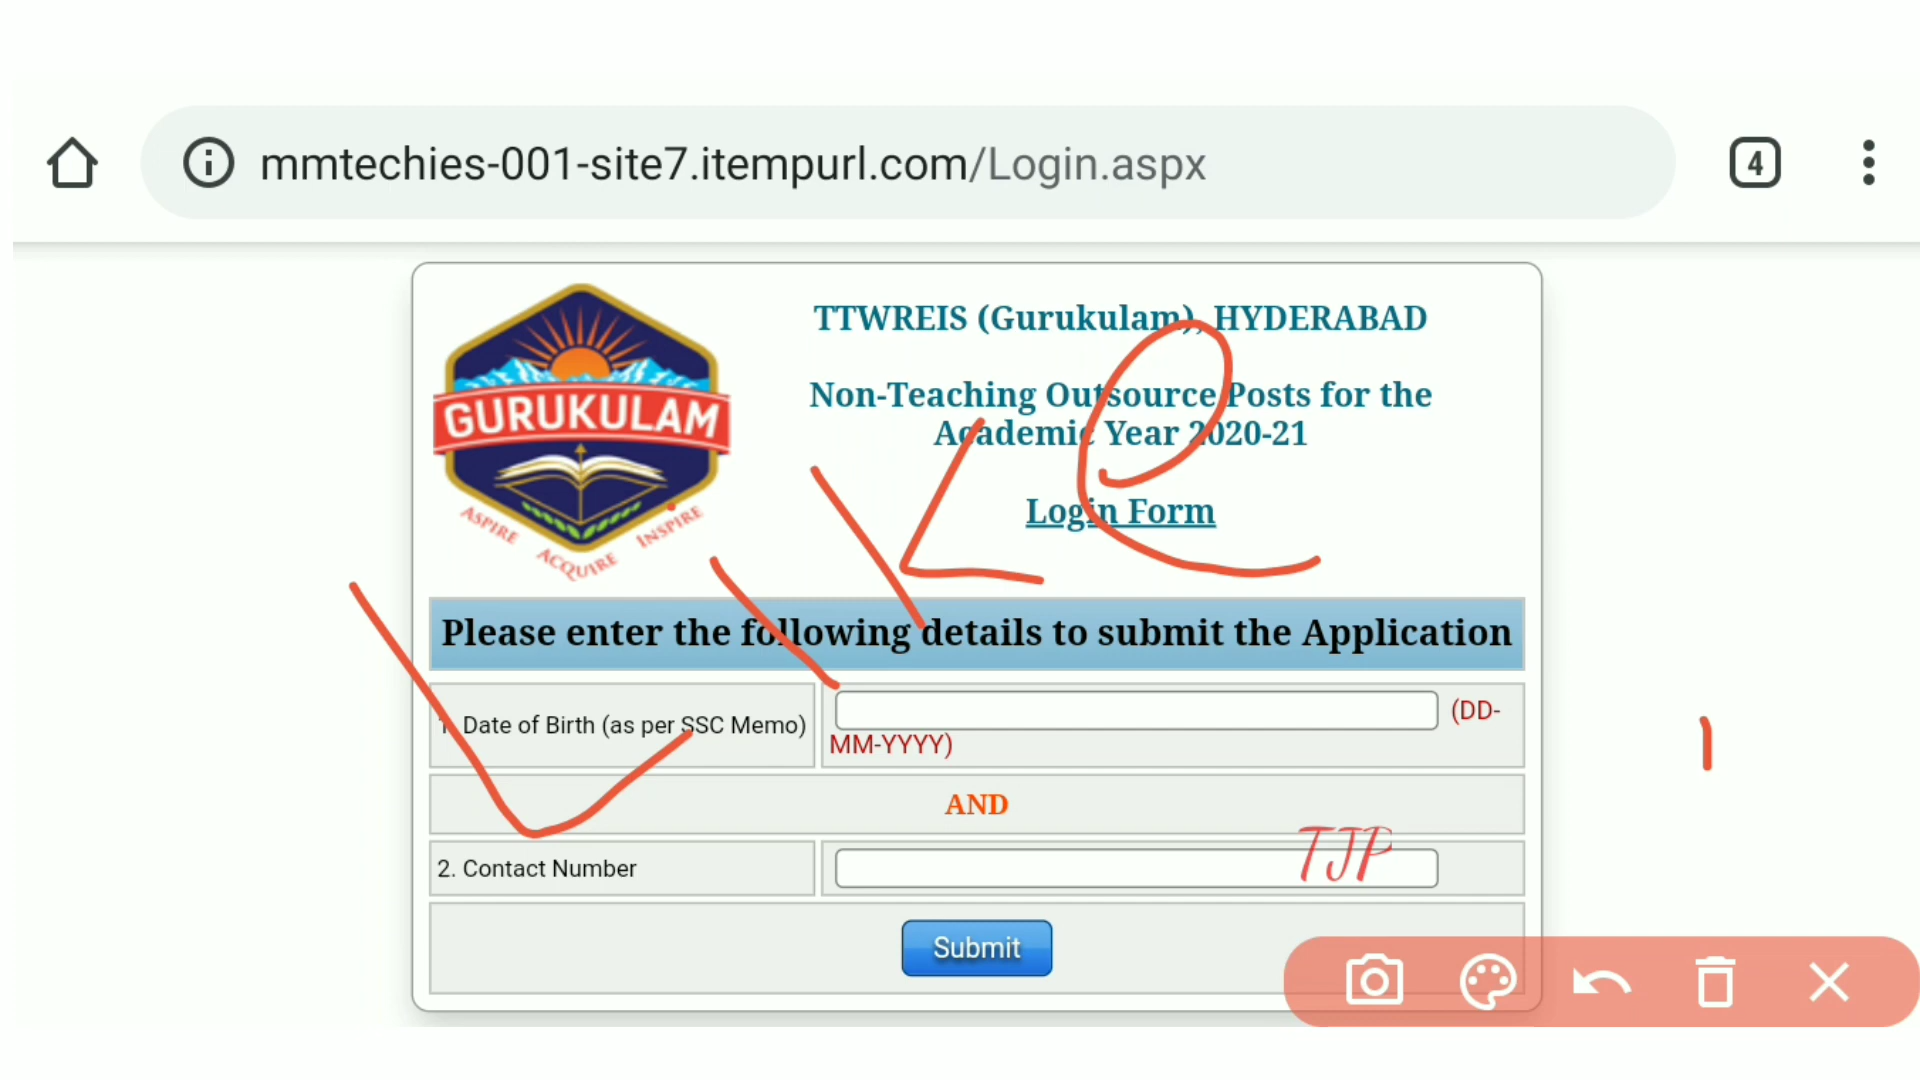 mmtechies-001-site7.itempurl.com/Login.aspx
4
GURUKULAM
ASPIRE ACQUIRE INSPIRE
TTWREIS (Gurukulam), HYDERABAD
Non-Teaching Outsource Posts for the
Academic Year 2020-21
Login Form
Please enter the following details to submit the Application
1. Date of Birth (as per SSC Memo)
(DD-
MM-YYYY)
AND
2. Contact Number
TJP
Submit